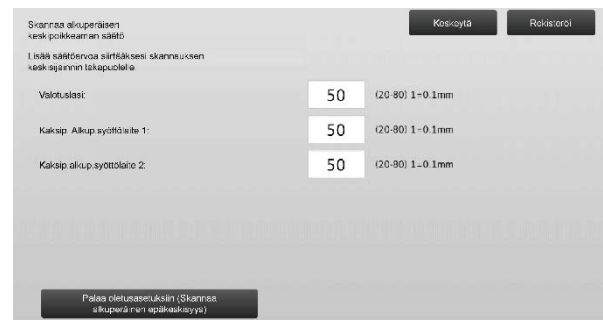 Skannaa alkuperäisen
keskipoikkeaman säätö
Keskeytä
Rekisteröi
Lisää säätöarvoa siirtääksesi skannauksen
keskisijainnin takapuolelle
Valotuslasi:
50
(20-80) 1=0.1mm
Kaksip. Alkup.syöttölaite 1:
50
(20-80) 1=0.1mm
Kaksip.alkup.syöttölaite 2:
50
(20-80) 1=0.1mm
Palaa oletusasetuksiin (Skannaa
alkuperäinen epäkeskisyys)